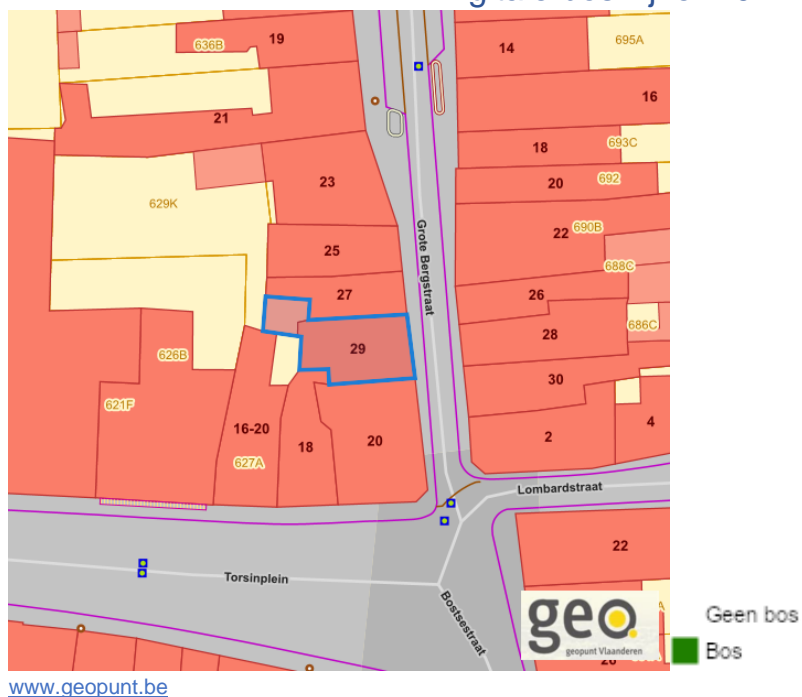 636B
19
14
695A
21
16
18
693C
23
20
692
629K
22
690B
Grote Bergstraat
25
688C
27
26
28
686C
29
626B
30
621F
16-20
18
20
2
4
627A
Lombardstraat
22
Torsinplein
Bostsestraat
geo
geopunt Vlaanderen
Geen bos
Bos
www.geopunt.be